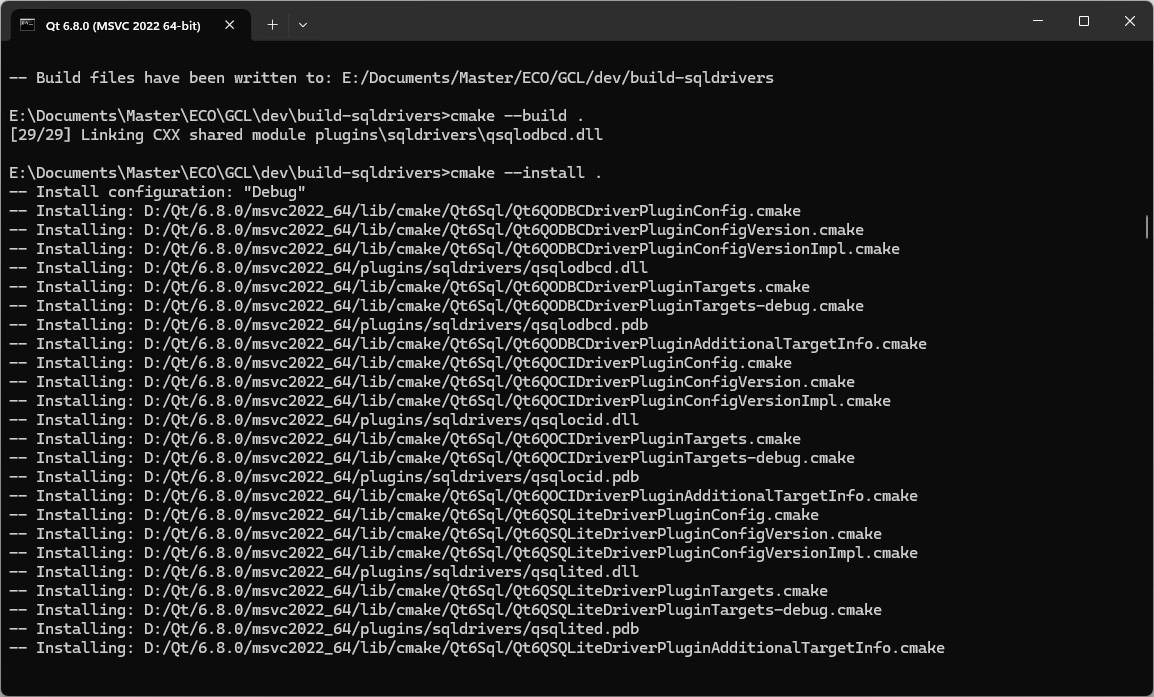 Qt 6.8.0 (MSVC 2022 64-bit)
-- Build files have been written to: E:/Documents/Master/ECO/GCL/dev/build-sqldrivers
E:\Documents\Master\ECO\GCL\dev\build-sqldrivers>cmake --build .
[29/29] Linking CXX shared module plugins\sqldrivers\qsqlodbcd.dll
E:\Documents\Master\ECO\GCL\dev\build-sqldrivers>cmake --install .
-- Install configuration: "Debug"
-- Installing: D:/Qt/6.8.0/msvc2022_64/lib/cmake/Qt6Sql/Qt6QODBCDriverPluginConfig.cmake
-- Installing: D:/Qt/6.8.0/msvc2022_64/lib/cmake/Qt6Sql/Qt6QODBCDriverPluginConfigVersion.cmake
-- Installing: D:/Qt/6.8.0/msvc2022_64/lib/cmake/Qt6Sql/Qt6QODBCDriverPluginConfigVersionImpl.cmake
-- Installing: D:/Qt/6.8.0/msvc2022_64/plugins/sqldrivers/qsqlodbcd.dll
-- Installing: D:/Qt/6.8.0/msvc2022_64/lib/cmake/Qt6Sql/Qt6QODBCDriverPluginTargets.cmake
-- Installing: D:/Qt/6.8.0/msvc2022_64/lib/cmake/Qt6Sql/Qt6QODBCDriverPluginTargets-debug.cmake
-- Installing: D:/Qt/6.8.0/msvc2022_64/plugins/sqldrivers/qsqlodbcd.pdb
-- Installing: D:/Qt/6.8.0/msvc2022_64/lib/cmake/Qt6Sql/Qt6QODBCDriverPluginAdditionalTargetInfo.cmake
-- Installing: D:/Qt/6.8.0/msvc2022_64/lib/cmake/Qt6Sql/Qt6QOCIDriverPluginConfig.cmake
-- Installing: D:/Qt/6.8.0/msvc2022_64/lib/cmake/Qt6Sql/Qt6QOCIDriverPluginConfigVersion.cmake
-- Installing: D:/Qt/6.8.0/msvc2022_64/lib/cmake/Qt6Sql/Qt6QOCIDriverPluginConfigVersionImpl.cmake
-- Installing: D:/Qt/6.8.0/msvc2022_64/plugins/sqldrivers/qsqlocid.dll
-- Installing: D:/Qt/6.8.0/msvc2022_64/lib/cmake/Qt6Sql/Qt6QOCIDriverPluginTargets.cmake
-- Installing: D:/Qt/6.8.0/msvc2022_64/lib/cmake/Qt6Sql/Qt6QOCIDriverPluginTargets-debug.cmake
-- Installing: D:/Qt/6.8.0/msvc2022_64/plugins/sqldrivers/qsqlocid.pdb
-- Installing: D:/Qt/6.8.0/msvc2022_64/lib/cmake/Qt6Sql/Qt6QOCIDriverPluginAdditionalTargetInfo.cmake
-- Installing: D:/Qt/6.8.0/msvc2022_64/lib/cmake/Qt6Sql/Qt6QSQLiteDriverPluginConfig.cmake
-- Installing: D:/Qt/6.8.0/msvc2022_64/lib/cmake/Qt6Sql/Qt6QSQLiteDriverPluginConfigVersion.cmake
-- Installing: D:/Qt/6.8.0/msvc2022_64/lib/cmake/Qt6Sql/Qt6QSQLiteDriverPluginConfigVersionImpl.cmake
-- Installing: D:/Qt/6.8.0/msvc2022_64/plugins/sqldrivers/qsqlited.dll
-- Installing: D:/Qt/6.8.0/msvc2022_64/lib/cmake/Qt6Sql/Qt6QSQLiteDriverPluginTargets.cmake
-- Installing: D:/Qt/6.8.0/msvc2022_64/lib/cmake/Qt6Sql/Qt6QSQLiteDriverPluginTargets-debug.cmake
-- Installing: D:/Qt/6.8.0/msvc2022_64/plugins/sqldrivers/qsqlited.pdb
-- Installing: D:/Qt/6.8.0/msvc2022_64/lib/cmake/Qt6Sql/Qt6QSQLiteDriverPluginAdditionalTargetInfo.cmake